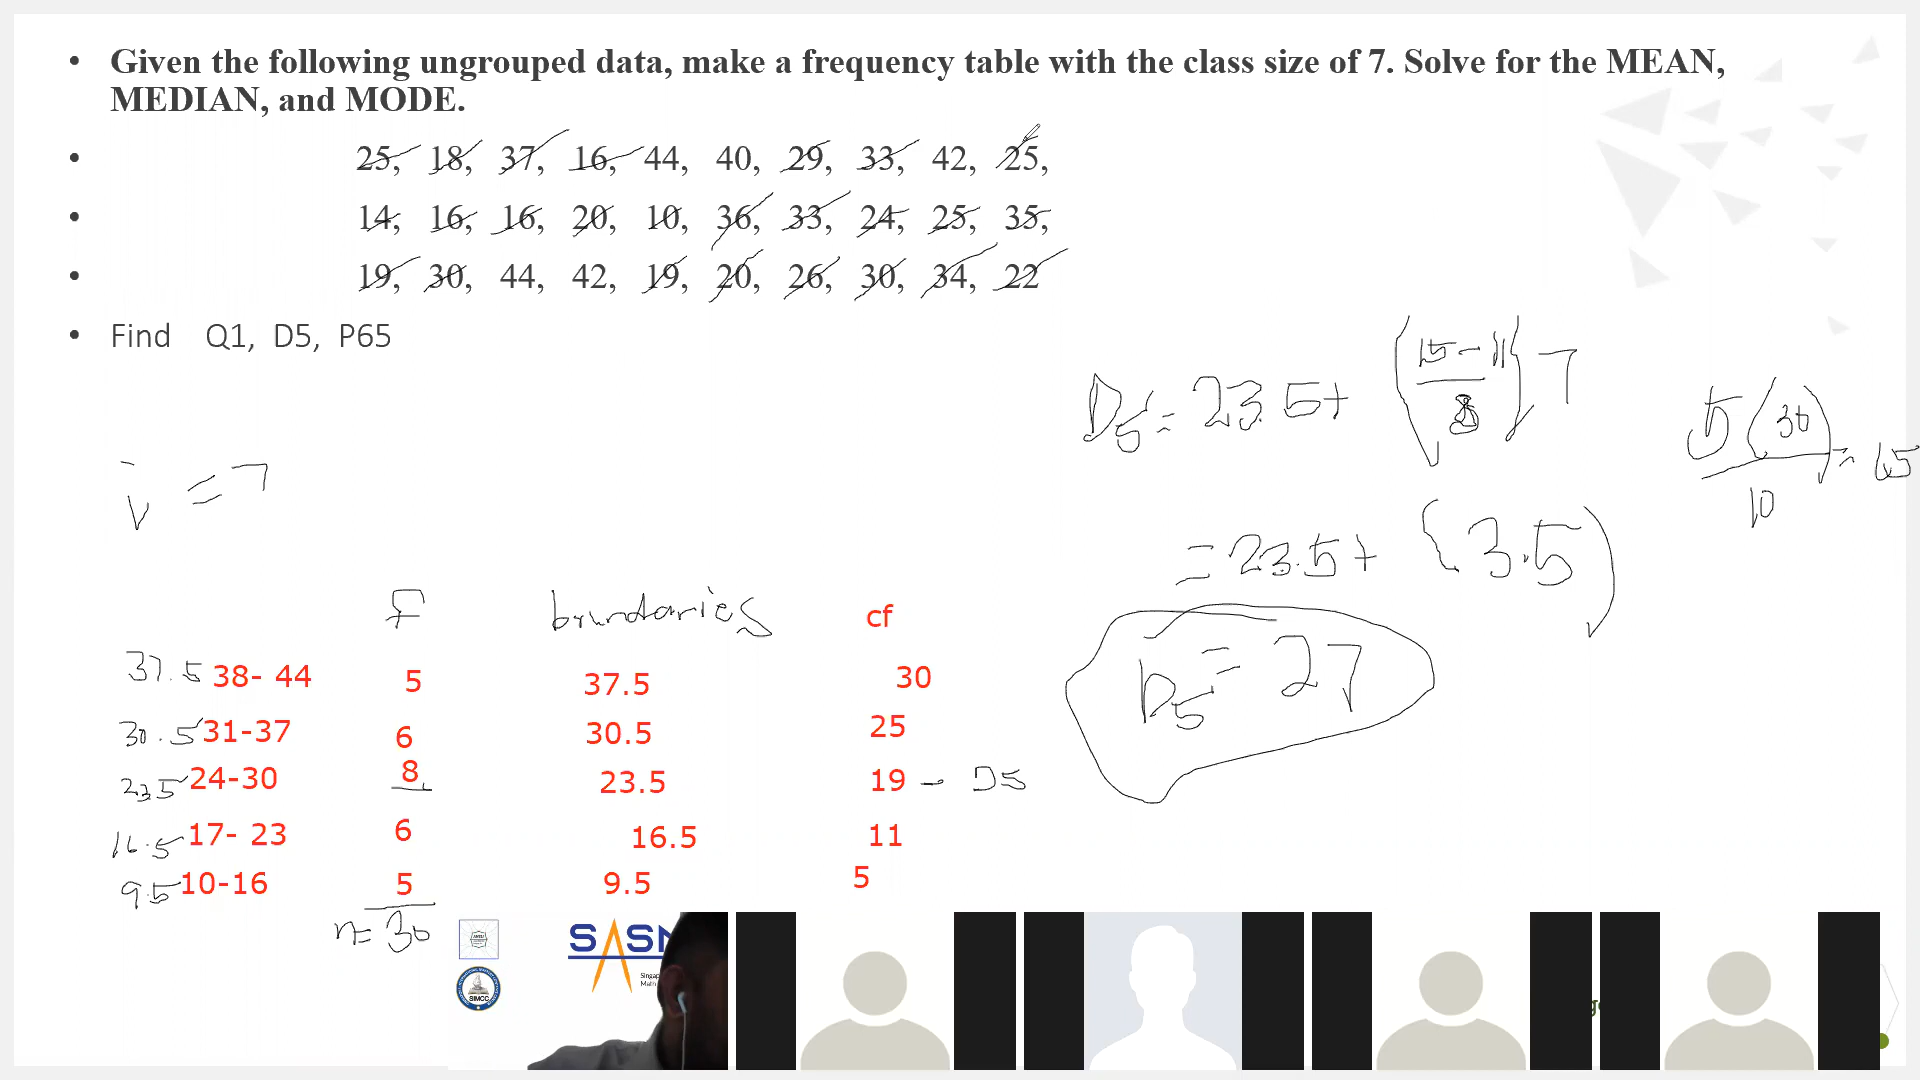 • Given the following ungrouped data, make a frequency table with the class size of 7. Solve for the MEAN,
MEDIAN, and MODE.
• 25, 18, 37, 16, 44, 40, 29, 33, 42, 25,
• 14, 16, 16, 20, 10, 36, 33, 24, 25, 35,
• 19, 30, 44, 42, 19, 20, 26, 30, 34, 22
• Find Q1, D5, P65
D5 = 23.5 + (15 - 11 / 8) 7
5(30) / 10 = 15
i = 7
= 23.5 + (3.5)
D5 = 27
F boundaries cf
37.5 38- 44 5 37.5 30
30.5 31-37 6 30.5 25
23.5 24-30 8 23.5 19 - D5
16.5 17- 23 6 16.5 11
9.5 10-16 5 9.5 5
n = 30
SASM
SIMCC